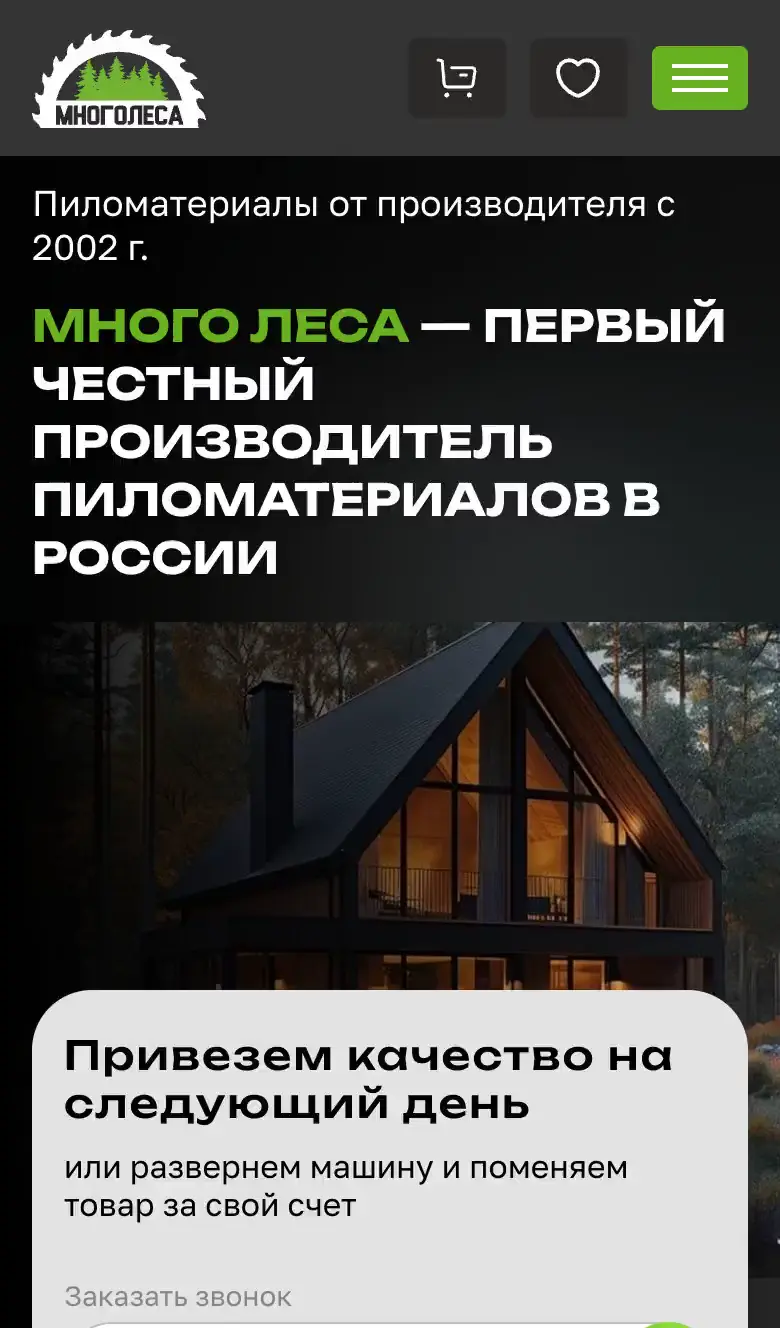 МНОГОЛЕСА
Пиломатериалы от производителя с
2002 г.
МНОГО ЛЕСА — ПЕРВЫЙ
ЧЕСТНЫЙ
ПРОИЗВОДИТЕЛЬ
ПИЛОМАТЕРИАЛОВ В
РОССИИ
Привезем качество на
следующий день
или развернем машину и поменяем
товар за свой счет
Заказать звонок